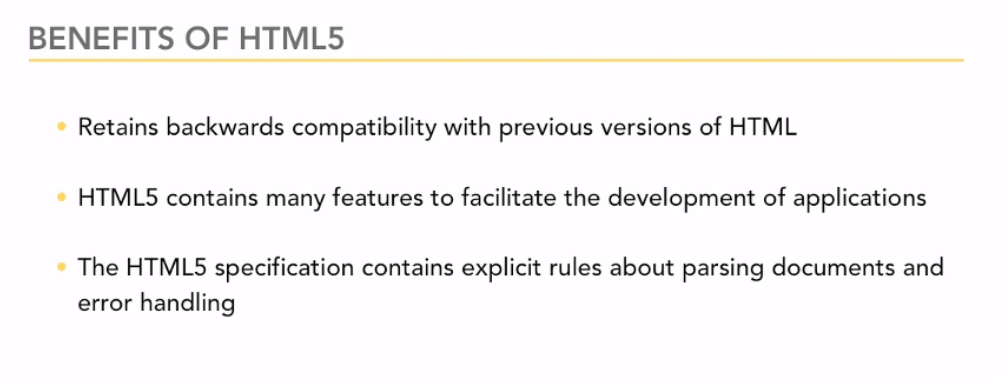 BENEFITS OF HTML5
• Retains backwards compatibility with previous versions of HTML
• HTML5 contains many features to facilitate the development of applications
• The HTML5 specification contains explicit rules about parsing documents and
error handling